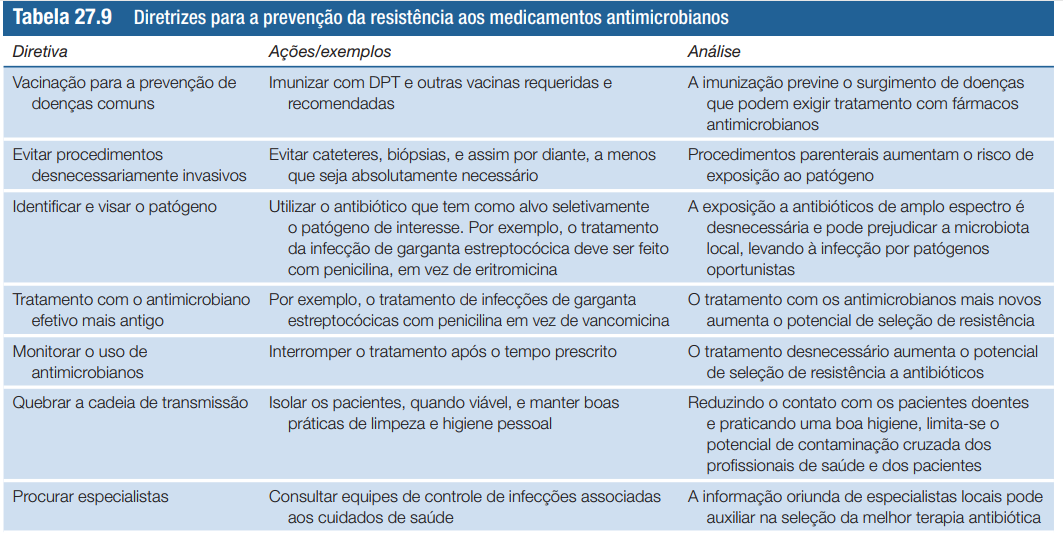 Tabela 27.9 Diretrizes para a prevenção da resistência aos medicamentos antimicrobianos
Diretiva Ações/exemplos Análise
Vacinação para a prevenção de
doenças comuns
Imunizar com DPT e outras vacinas requeridas e
recomendadas
A imunização previne o surgimento de doenças
que podem exigir tratamento com fármacos
antimicrobianos
Evitar procedimentos
desnecessariamente invasivos
Evitar cateteres, biópsias, e assim por diante, a menos
que seja absolutamente necessário
Procedimentos parenterais aumentam o risco de
exposição ao patógeno
Identificar e visar o patógeno
Utilizar o antibiótico que tem como alvo seletivamente
o patógeno de interesse. Por exemplo, o tratamento
da infecção de garganta estreptocócica deve ser feito
com penicilina, em vez de eritromicina
A exposição a antibióticos de amplo espectro é
desnecessária e pode prejudicar a microbiota
local, levando à infecção por patógenos
oportunistas
Tratamento com o antimicrobiano
efetivo mais antigo
Por exemplo, o tratamento de infecções de garganta
estreptocócicas com penicilina em vez de vancomicina
O tratamento com os antimicrobianos mais novos
aumenta o potencial de seleção de resistência
Monitorar o uso de
antimicrobianos
Interromper o tratamento após o tempo prescrito
O tratamento desnecessário aumenta o potencial
de seleção de resistência a antibióticos
Quebrar a cadeia de transmissão
Isolar os pacientes, quando viável, e manter boas
práticas de limpeza e higiene pessoal
Reduzindo o contato com os pacientes doentes
e praticando uma boa higiene, limita-se o
potencial de contaminação cruzada dos
profissionais de saúde e dos pacientes
Procurar especialistas
Consultar equipes de controle de infecções associadas
aos cuidados de saúde
A informação oriunda de especialistas locais pode
auxiliar na seleção da melhor terapia antibiótica